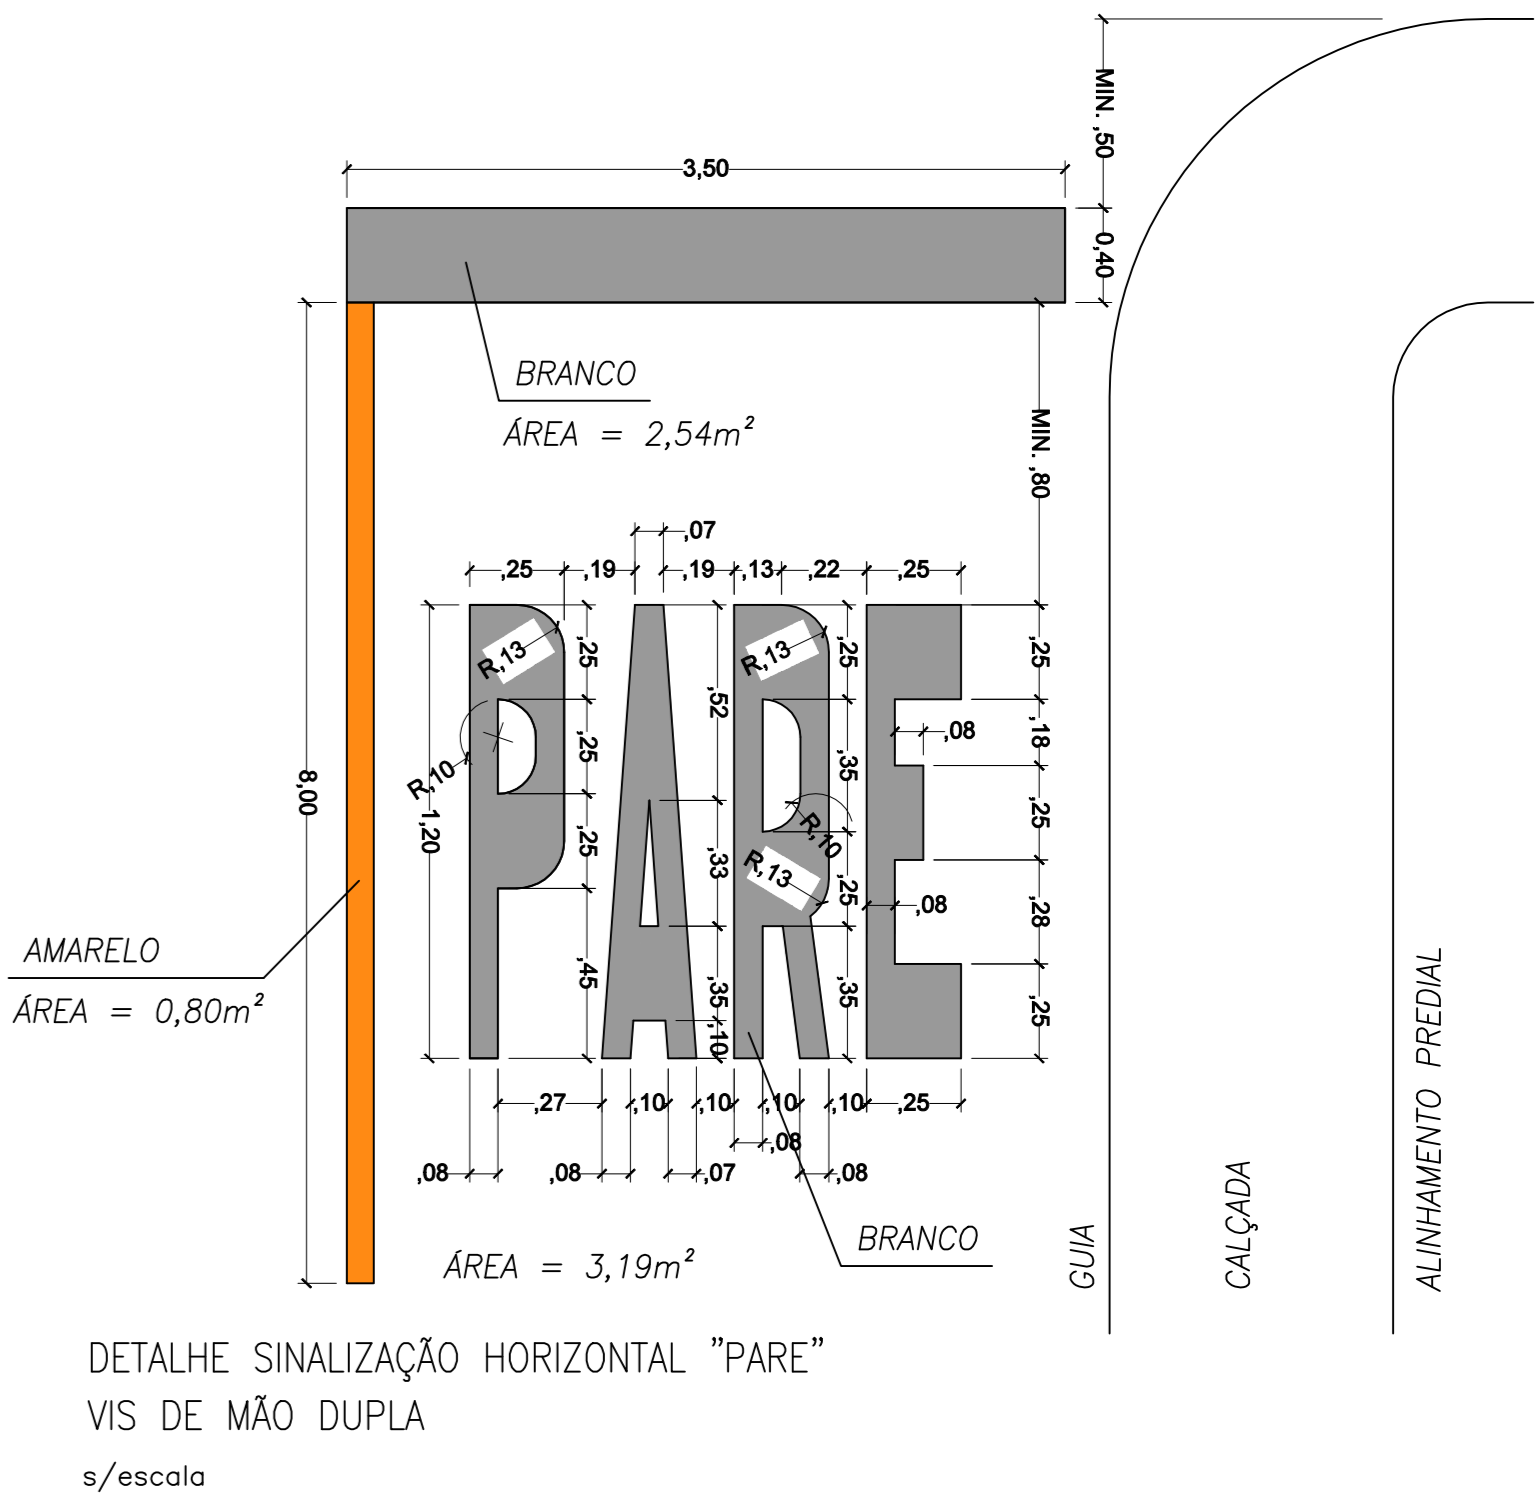 MIN. ,50
3,50
0,40
BRANCO
ÁREA = 2,54m²
MIN. ,80
8,00
,07
,25
,19
,19
,13
,22
,25
R,13
R,13
,25
,25
,25
,52
,18
,08
R,10
,25
,35
1,20
R,10
,25
,25
,33
R,13
,25
,08
,28
AMARELO
ÁREA = 0,80m²
,45
,35
,35
,25
,10
,27
,10
,10
,10
,10
,25
,08
,08
,08
,07
,08
BRANCO
ÁREA = 3,19m²
GUIA
CALÇADA
ALINHAMENTO PREDIAL
PARE
DETALHE SINALIZAÇÃO HORIZONTAL ”PARE”
VIS DE MÃO DUPLA
s/escala